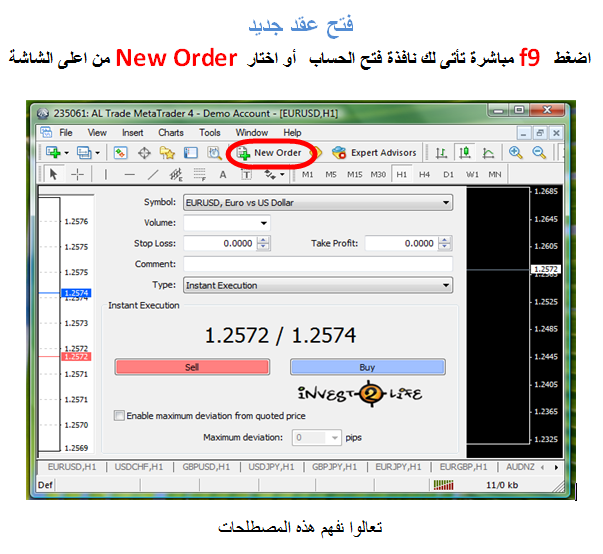 فتح عقد جديد
اضغط f9 مباشرة تأتى لك نافذة فتح الحساب أو اختار New Order من اعلى الشاشة
235061: AL Trade MetaTrader 4 - Demo Account - [EURUSD,H1]
File View Insert Charts Tools Window Help
New Order Expert Advisors
A T M1 M5 M15 M30 H1 H4 D1 W1 MN
Symbol: EURUSD, Euro vs US Dollar
Volume:
Stop Loss: 0.0000 Take Profit: 0.0000
Comment:
Type: Instant Execution
Instant Execution
1.2572 / 1.2574
Sell Buy
INVEST-2-LIFE
Enable maximum deviation from quoted price
Maximum deviation: 0 pips
1.2576
1.2575
1.2575
1.2574
1.2574
1.2573
1.2572
1.2572
1.2571
1.2570
1.2569
1.2685
1.2645
1.2605
1.2572
1.2525
1.2485
1.2445
1.2405
1.2365
1.2325
EURUSD,H1 USDCHF,H1 GBPUSD,H1 USDJPY,H1 GBPJPY,H1 EURJPY,H1 EURGBP,H1 AUDNZ
Def 11/0 kb
تعالوا نفهم هذه المصطلحات